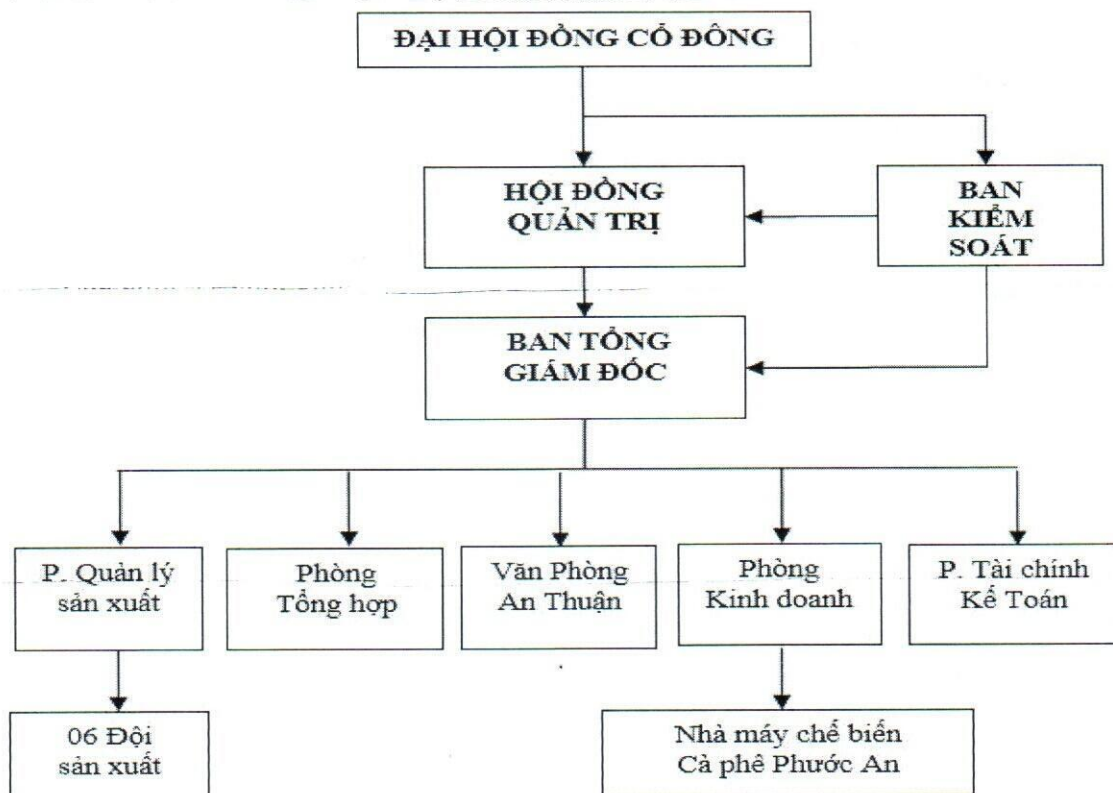 ĐẠI HỘI ĐỒNG CỔ ĐÔNG
HỘI ĐỒNG
QUẢN TRỊ
BAN
KIỂM
SOÁT
BAN TỔNG
GIÁM ĐỐC
P. Quản lý
sản xuất
Phòng
Tổng hợp
Văn Phòng
An Thuận
Phòng
Kinh doanh
P. Tài chính
Kế Toán
06 Đội
sản xuất
Nhà máy chế biến
Cà phê Phước An